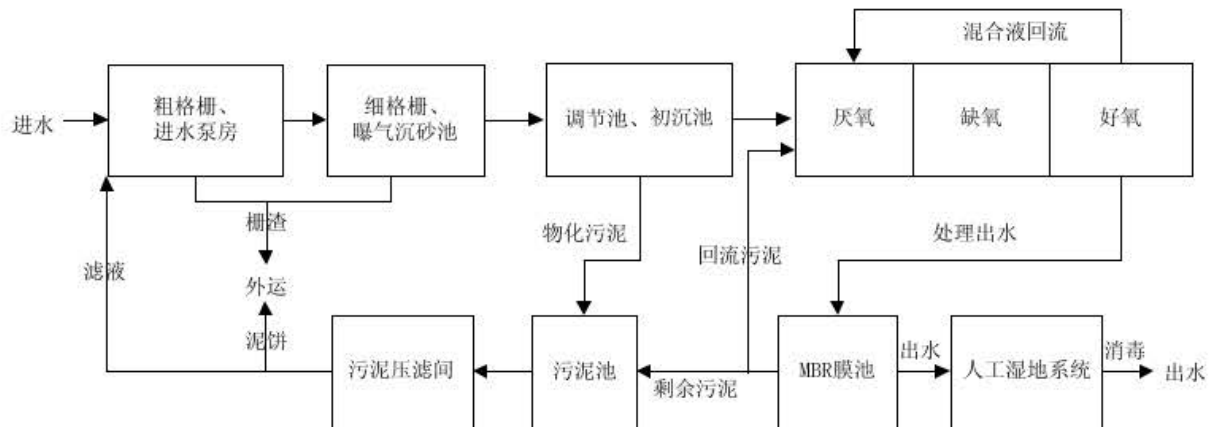 混合液回流
进水
粗格栅、
进水泵房
细格栅、
曝气沉砂池
调节池、初沉池
厌氧
缺氧
好氧
栅渣
物化污泥
回流污泥
处理出水
滤液
外运
泥饼
污泥压滤间
污泥池
剩余污泥
MBR膜池
出水
人工湿地系统
消毒
出水